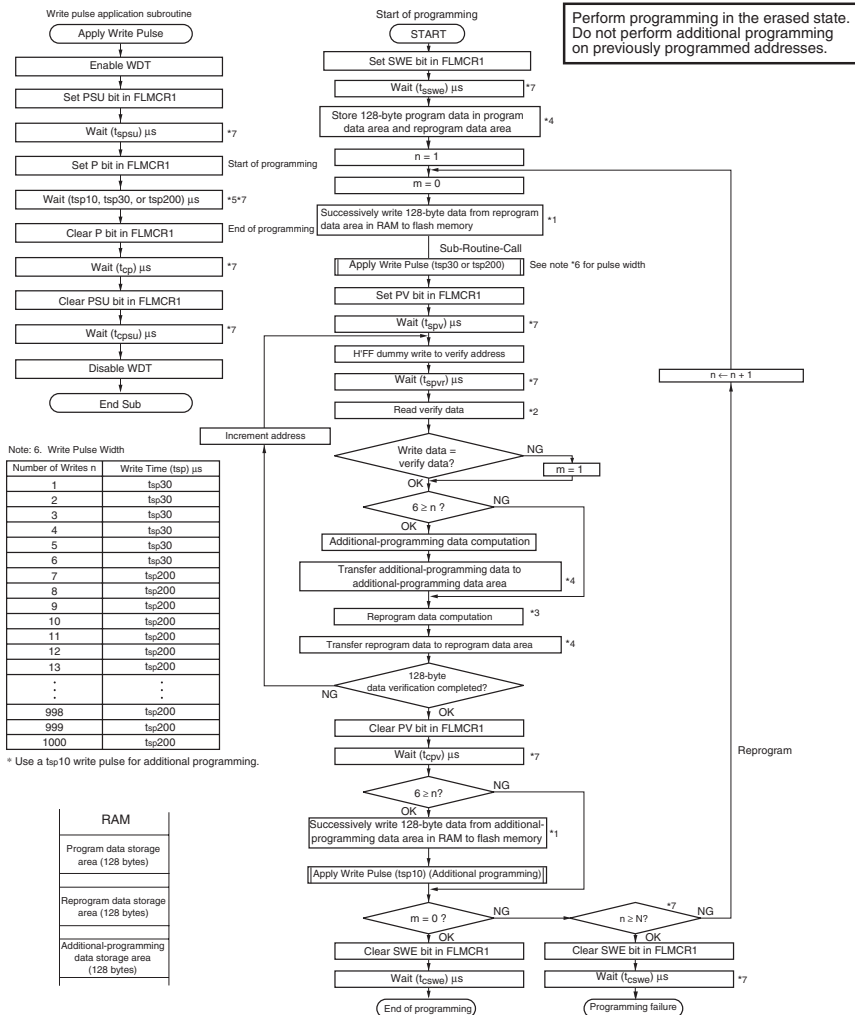 Write pulse application subroutine
Apply Write Pulse
Enable WDT
Set PSU bit in FLMCR1
Wait (tspsu) μs
*7
Set P bit in FLMCR1
Start of programming
Wait (tsp10, tsp30, or tsp200) μs
*5*7
Clear P bit in FLMCR1
End of programming
Wait (tcp) μs
*7
Clear PSU bit in FLMCR1
Wait (tcpsu) μs
*7
Disable WDT
End Sub
Note: 6. Write Pulse Width
Number of Writes n Write Time (tsp) μs
1 tsp30
2 tsp30
3 tsp30
4 tsp30
5 tsp30
6 tsp30
7 tsp200
8 tsp200
9 tsp200
10 tsp200
11 tsp200
12 tsp200
13 tsp200
⋮ ⋮
998 tsp200
999 tsp200
1000 tsp200
* Use a tsp10 write pulse for additional programming.
RAM
Program data storage
area (128 bytes)
Reprogram data storage
area (128 bytes)
Additional-programming
data storage area
(128 bytes)
Start of programming
START
Set SWE bit in FLMCR1
Wait (tsswe) μs
*7
Store 128-byte program data in program
data area and reprogram data area
*4
n = 1
m = 0
Successively write 128-byte data from reprogram
data area in RAM to flash memory
*1
Sub-Routine-Call
Apply Write Pulse (tsp30 or tsp200)
See note *6 for pulse width
Set PV bit in FLMCR1
Wait (tspv) μs
*7
H'FF dummy write to verify address
Wait (tspvr) μs
*7
Read verify data
*2
Increment address
Write data =
verify data?
NG
m = 1
OK
6 ≥ n ?
NG
OK
Additional-programming data computation
Transfer additional-programming data to
additional-programming data area
*4
Reprogram data computation
*3
Transfer reprogram data to reprogram data area
*4
128-byte
data verification completed?
NG
OK
Clear PV bit in FLMCR1
Wait (tcpv) μs
*7
6 ≥ n?
NG
OK
Successively write 128-byte data from additional-
programming data area in RAM to flash memory
*1
Apply Write Pulse (tsp10) (Additional programming)
m = 0 ?
NG
OK
Clear SWE bit in FLMCR1
Wait (tcswe) μs
End of programming
*7
n ≥ N?
NG
OK
Clear SWE bit in FLMCR1
Wait (tcswe) μs
*7
Programming failure
Reprogram
n ← n + 1
Perform programming in the erased state.
Do not perform additional programming
on previously programmed addresses.